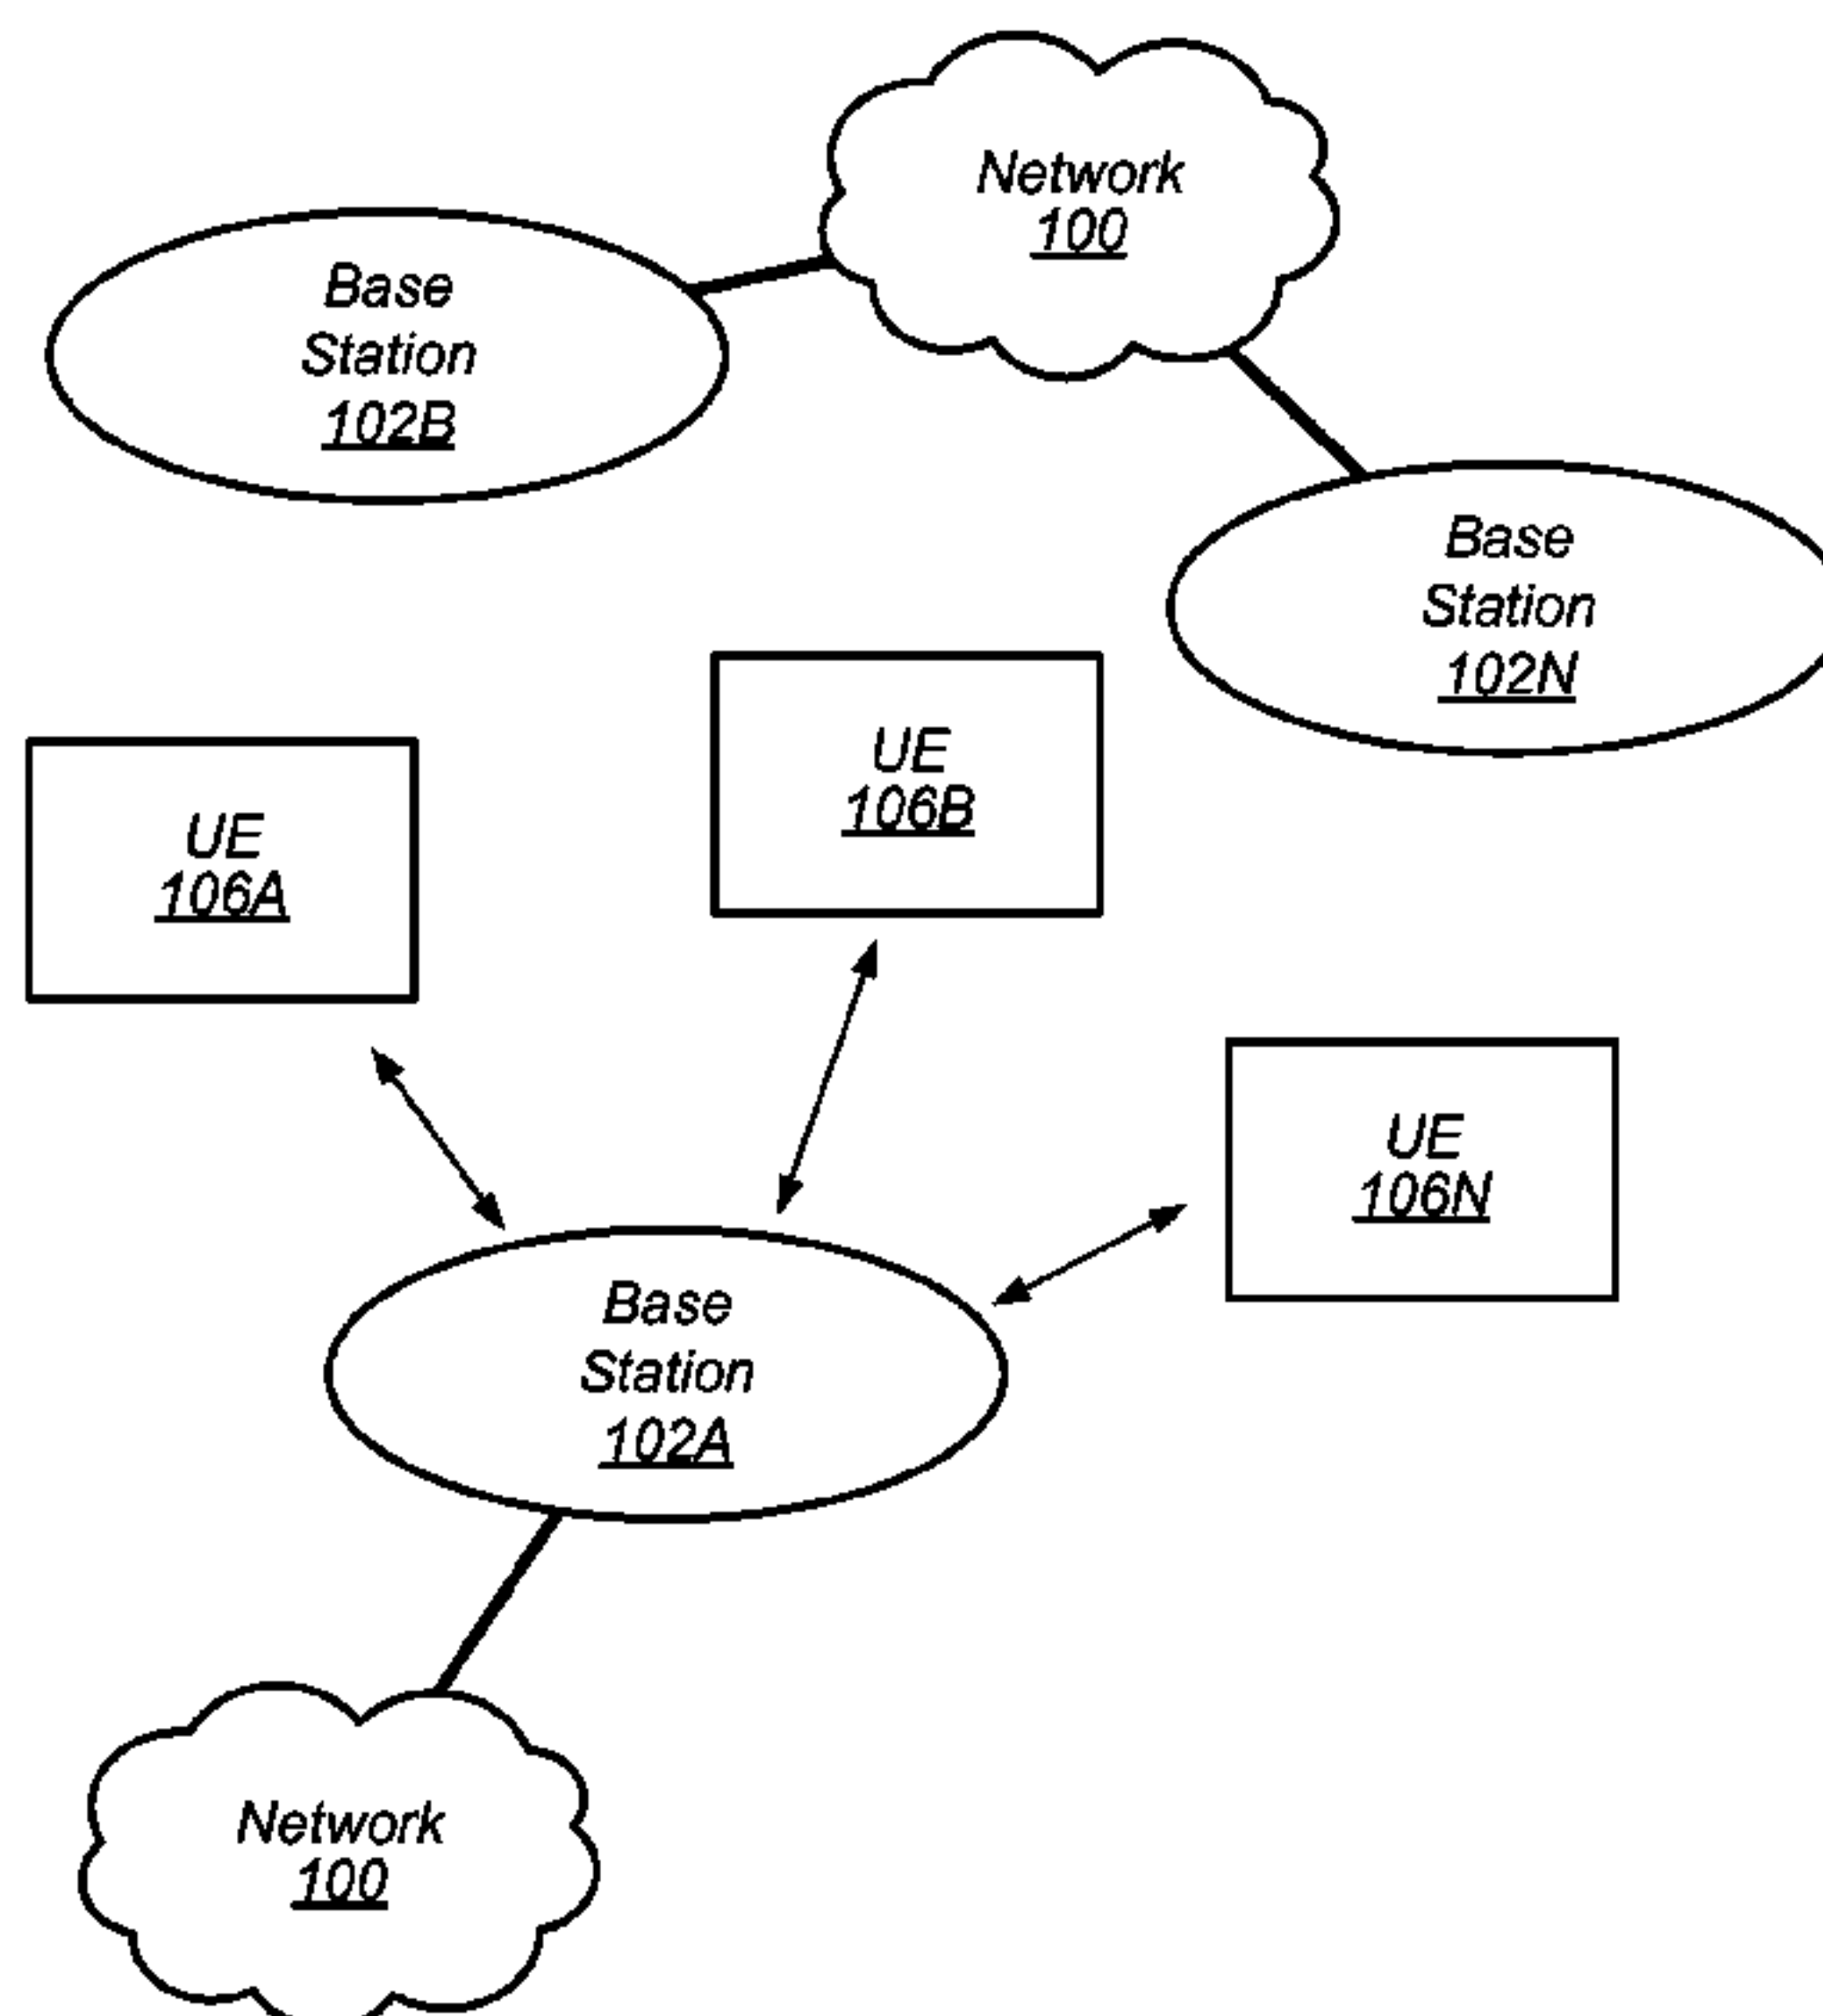 Network
100
Base
Station
102B
Base
Station
102N
UE
106B
UE
106A
UE
106N
Base
Station
102A
Network
100